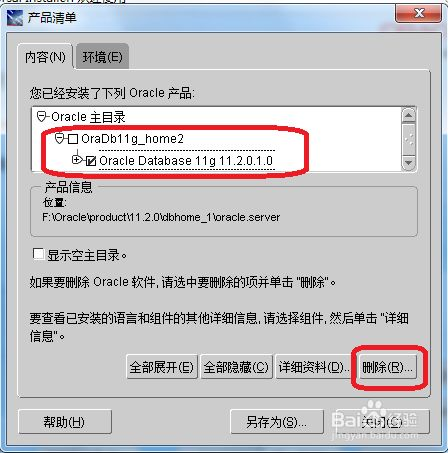 产品清单
内容(N) 环境(E)
您已经安装了下列 Oracle 产品:
Oracle 主目录
OraDb11g_home2
Oracle Database 11g 11.2.0.1.0
产品信息
位置:
F:\Oracle\product\11.2.0\dbhome_1\oracle.server
显示空主目录。
如果要删除 Oracle 软件, 请选中要删除的项并单击 "删除"。
要查看已安装的语言和组件的其他详细信息, 请选择组件, 然后单击 "详细
信息"。
全部展开(E) 全部隐藏(C) 详细资料(D)... 删除(R)...
帮助(H) 另存为(S)... 关闭(C)
Baidu 经验
jingyan.baidu.com